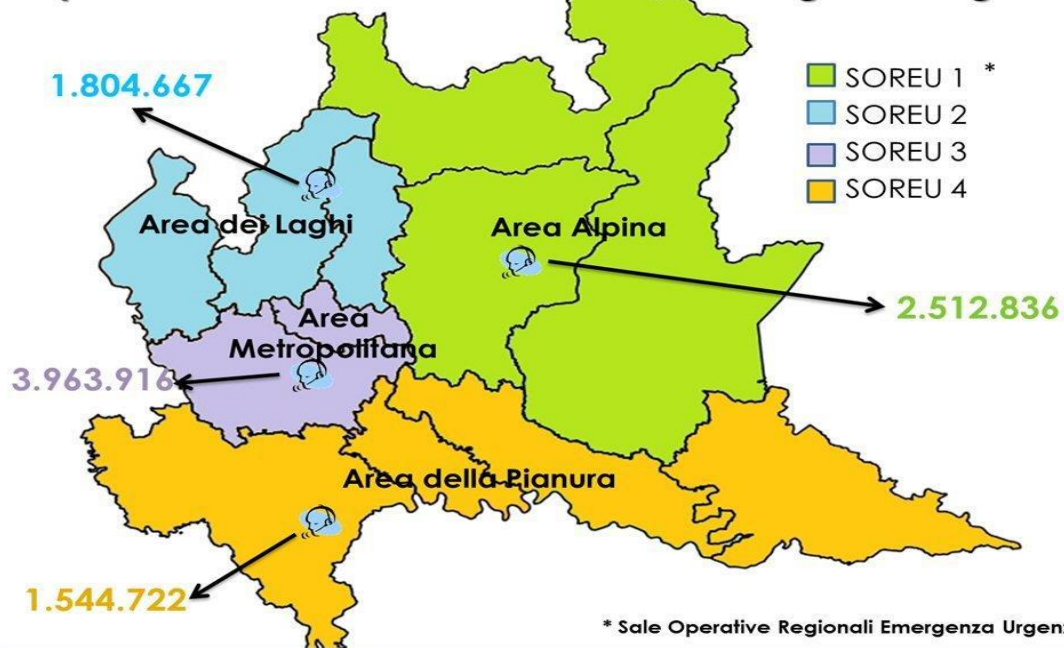 1.804.667
SOREU 1 *
SOREU 2
SOREU 3
SOREU 4
Area dei Laghi
Area Alpina
2.512.836
Area
Metropolitana
3.963.916
Area della Pianura
1.544.722
* Sale Operative Regionali Emergenza